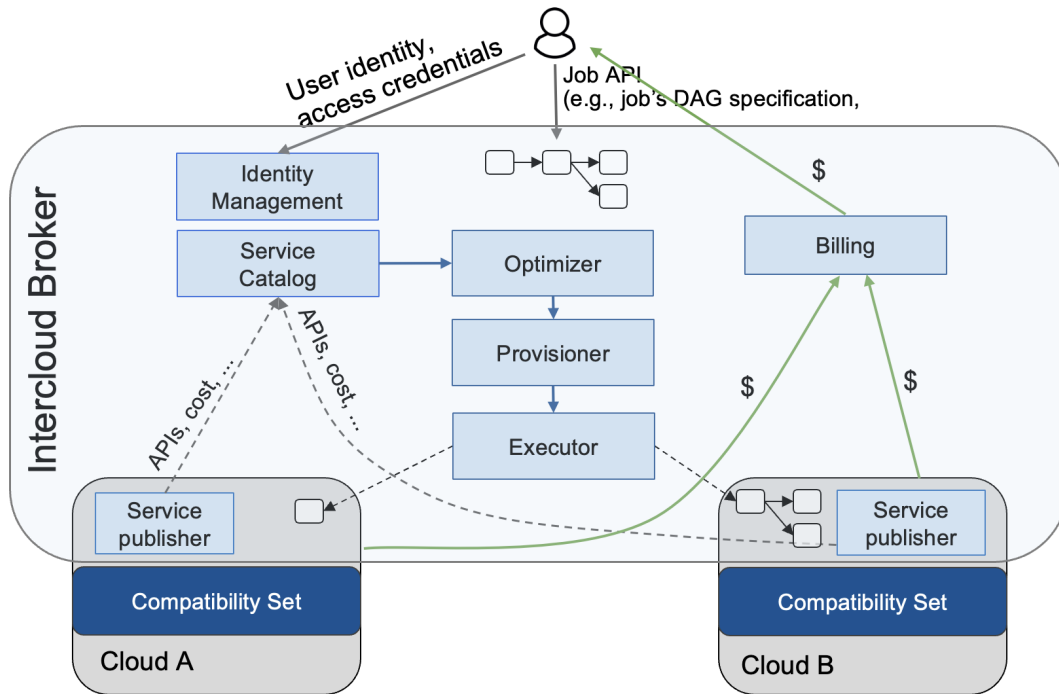 User identity,
access credentials
Job API
(e.g., job's DAG specification,
Intercloud Broker
Identity
Management
$
Service
Catalog
Optimizer
Billing
APIs, cost, ...
APIs, cost, ...
Provisioner
$
$
Executor
Service
publisher
Service
publisher
Compatibility Set
Compatibility Set
Cloud A
Cloud B